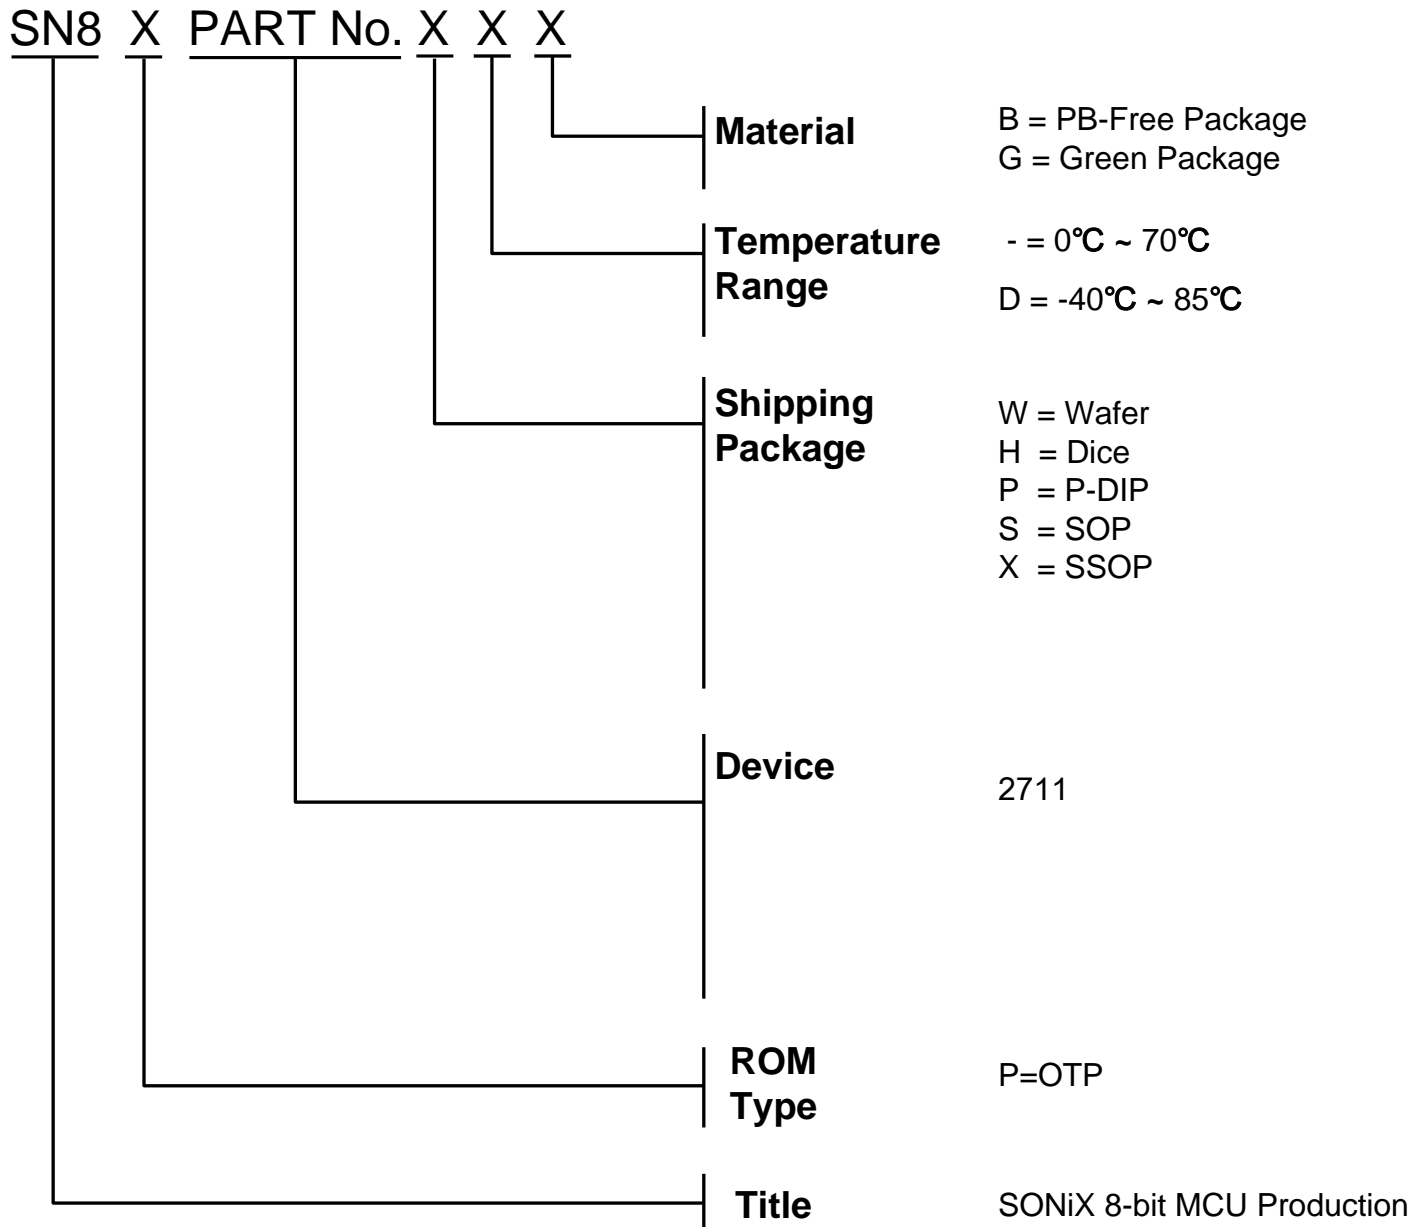 SN8 X PART No. X X X
Material
B = PB-Free Package
G = Green Package
Temperature
Range
- = 0℃ ~ 70℃
D = -40℃ ~ 85℃
Shipping
Package
W = Wafer
H = Dice
P = P-DIP
S = SOP
X = SSOP
Device
2711
ROM
Type
P=OTP
Title
SONiX 8-bit MCU Production